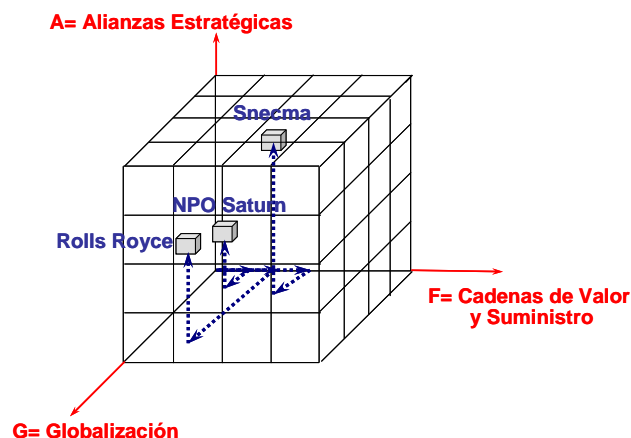 A= Alianzas Estratégicas
Snecma
NPO Saturn
Rolls Royce
F= Cadenas de Valor
y Suministro
G= Globalización